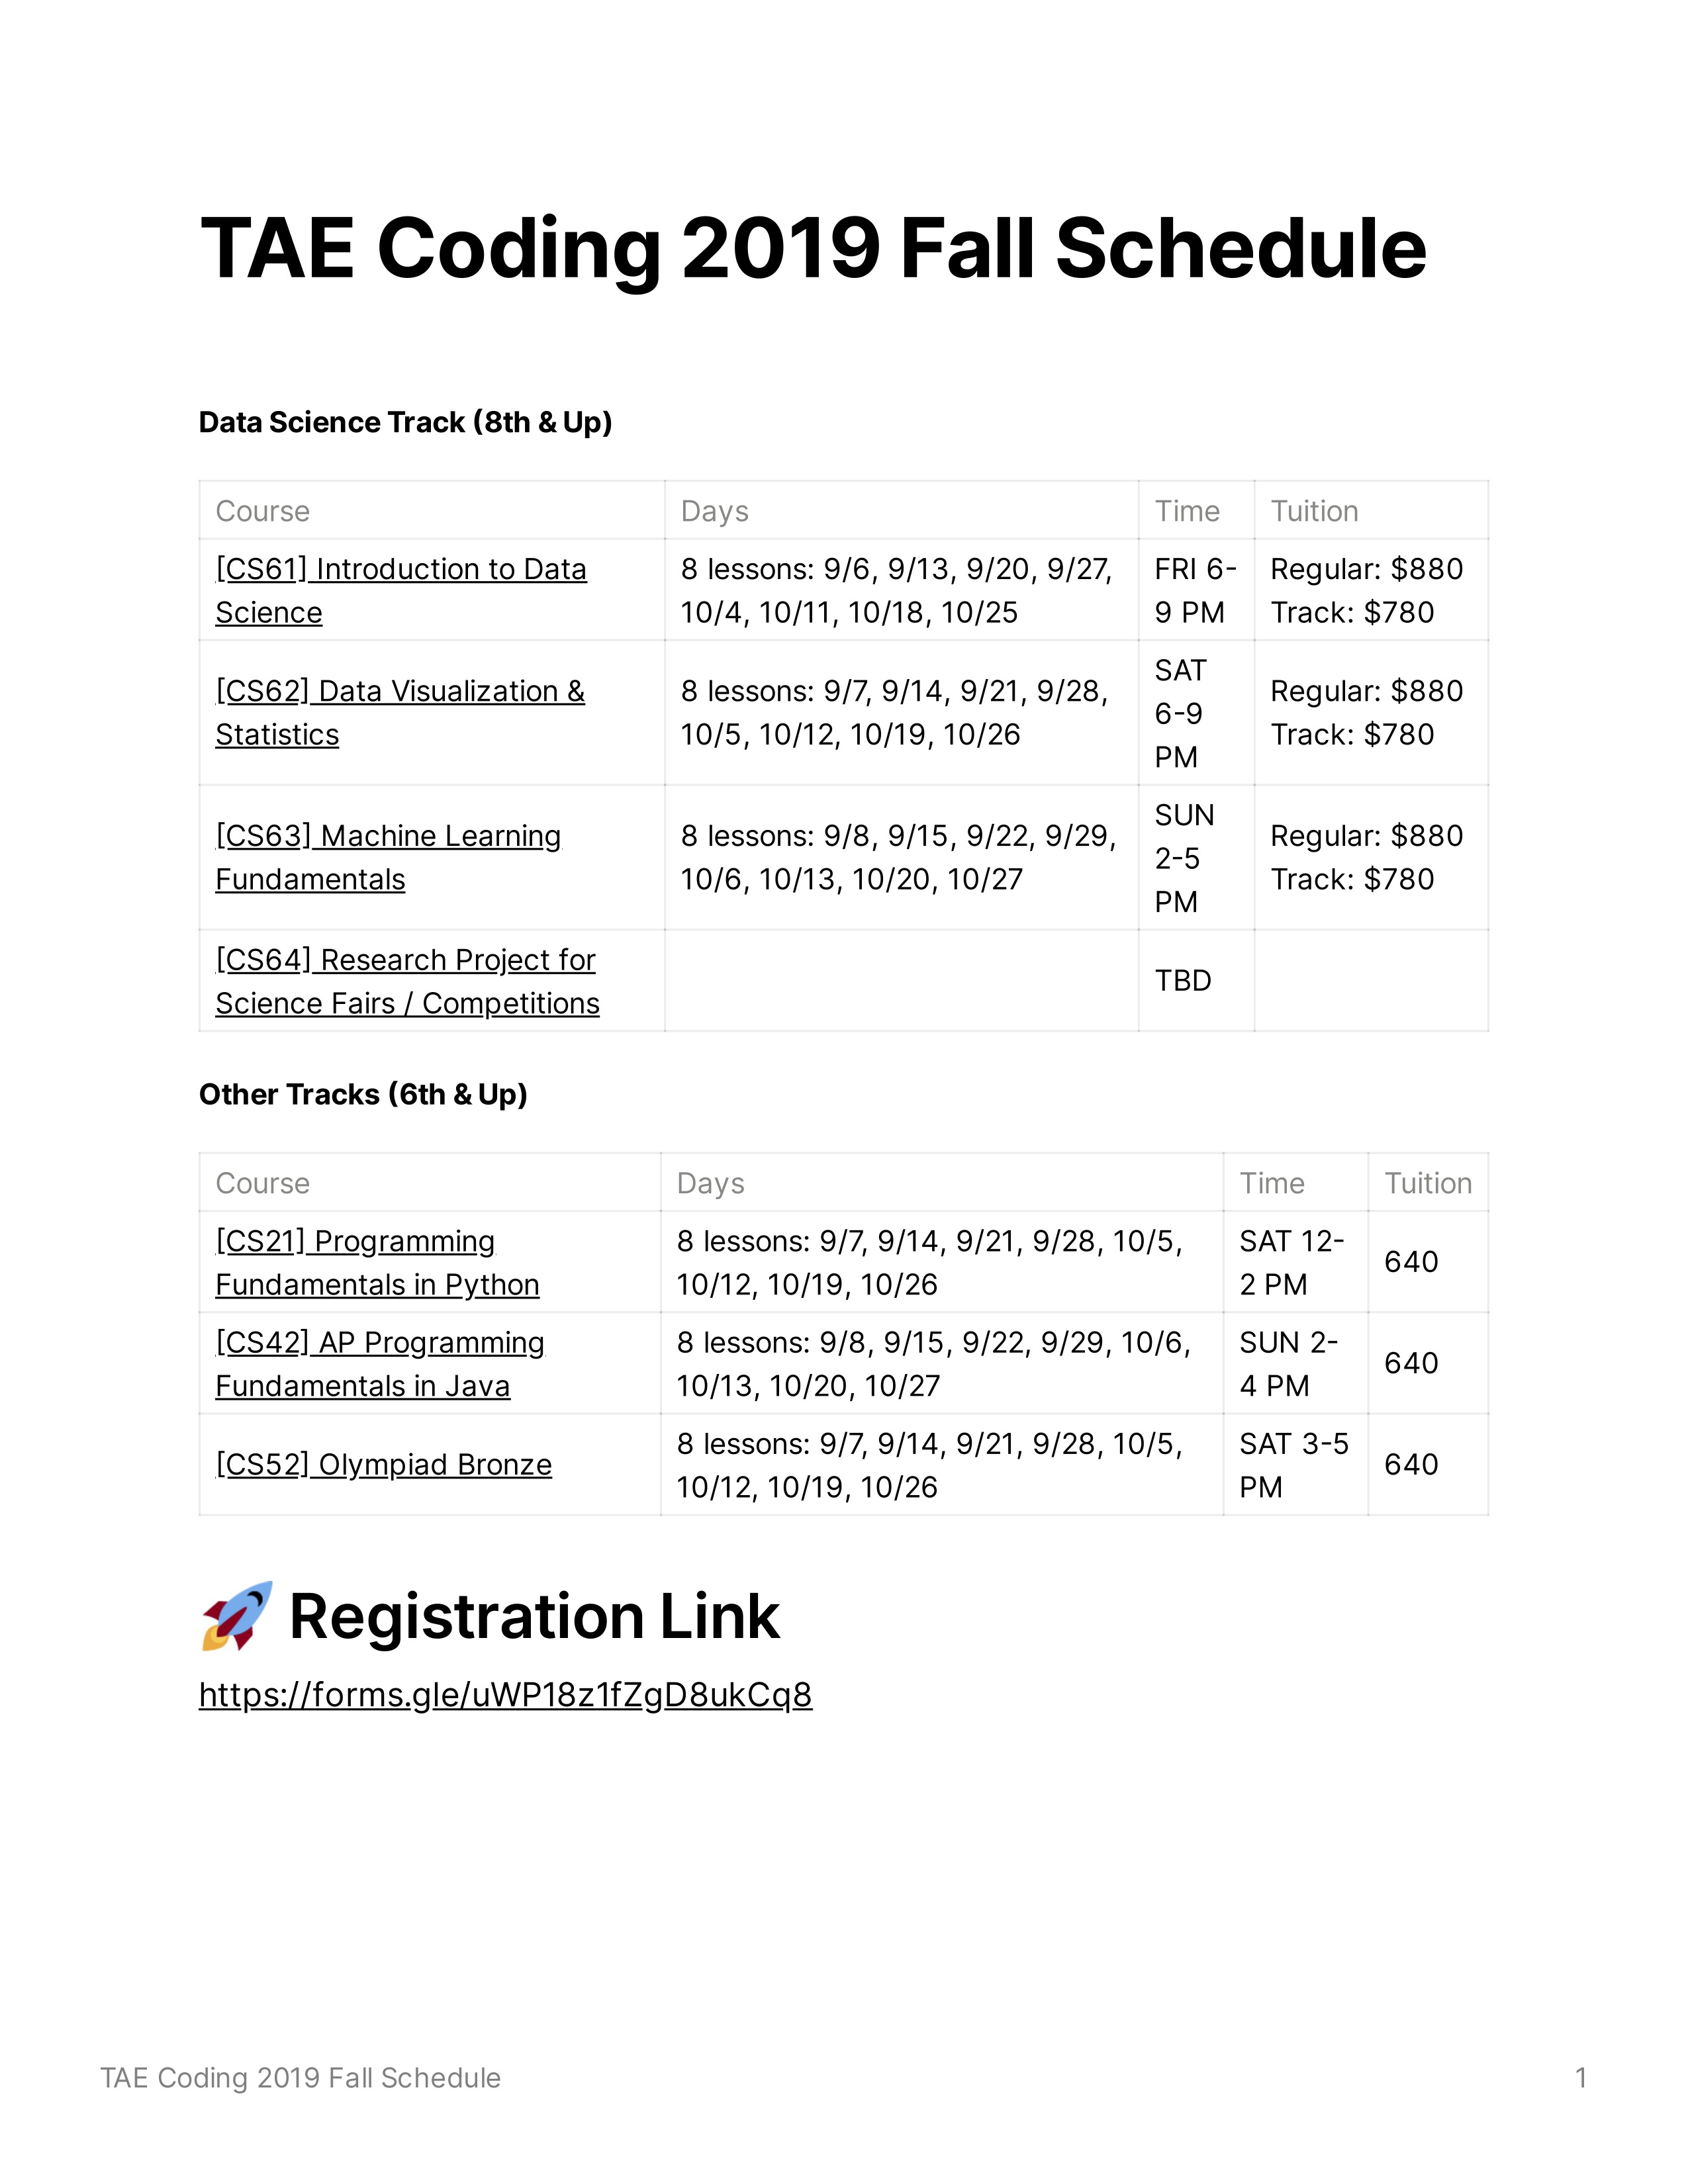 TAE Coding 2019 Fall Schedule
Data Science Track (8th & Up)
Course Days Time Tuition
[CS61] Introduction to Data
Science
8 lessons: 9/6, 9/13, 9/20, 9/27,
10/4, 10/11, 10/18, 10/25
FRI 6-
9 PM
Regular: $880
Track: $780
[CS62] Data Visualization &
Statistics
8 lessons: 9/7, 9/14, 9/21, 9/28,
10/5, 10/12, 10/19, 10/26
SAT
6-9
PM
Regular: $880
Track: $780
[CS63] Machine Learning
Fundamentals
8 lessons: 9/8, 9/15, 9/22, 9/29,
10/6, 10/13, 10/20, 10/27
SUN
2-5
PM
Regular: $880
Track: $780
[CS64] Research Project for
Science Fairs / Competitions
TBD
Other Tracks (6th & Up)
Course Days Time Tuition
[CS21] Programming
Fundamentals in Python
8 lessons: 9/7, 9/14, 9/21, 9/28, 10/5,
10/12, 10/19, 10/26
SAT 12-
2 PM
640
[CS42] AP Programming
Fundamentals in Java
8 lessons: 9/8, 9/15, 9/22, 9/29, 10/6,
10/13, 10/20, 10/27
SUN 2-
4 PM
640
[CS52] Olympiad Bronze
8 lessons: 9/7, 9/14, 9/21, 9/28, 10/5,
10/12, 10/19, 10/26
SAT 3-5
PM
640
🚀 Registration Link
https://forms.gle/uWP18z1fZgD8ukCq8
TAE Coding 2019 Fall Schedule 1